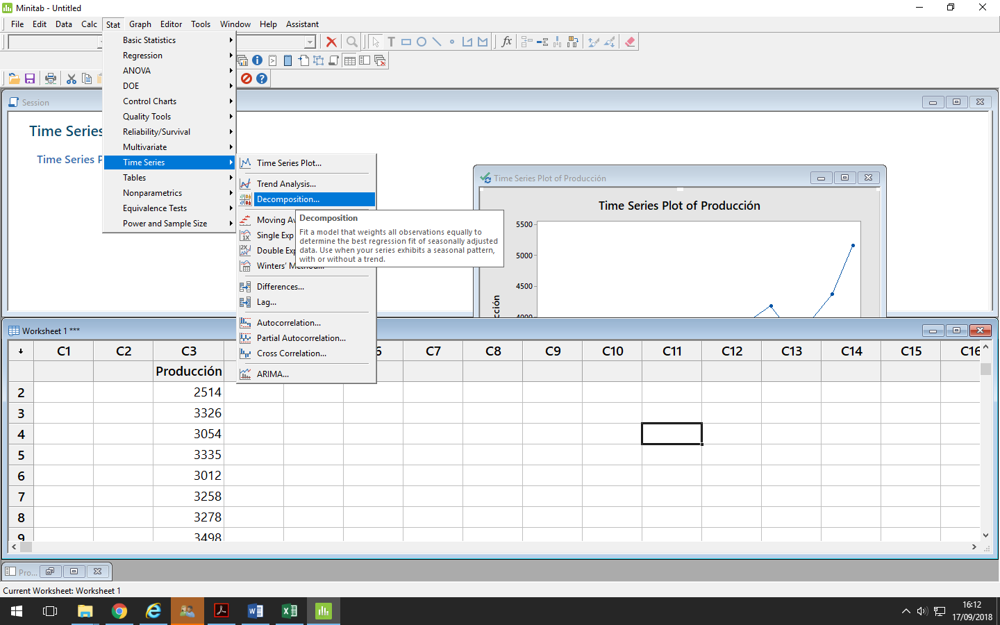 Minitab - Untitled
File Edit Data Calc Stat Graph Editor Tools Window Help Assistant
Basic Statistics
Regression
ANOVA
DOE
Control Charts
Quality Tools
Reliability/Survival
Multivariate
Time Series
Tables
Nonparametrics
Equivalence Tests
Power and Sample Size
Session
Time Series
Time Series P
Time Series Plot...
Trend Analysis...
Decomposition...
Moving Av
Single Exp
Double Exp
Winters' Method...
Differences...
Lag...
Autocorrelation...
Partial Autocorrelation...
Cross Correlation...
ARIMA...
Decomposition
Fit a model that weights all observations equally to
determine the best regression fit of seasonally adjusted
data. Use when your series exhibits a seasonal pattern,
with or without a trend.
Time Series Plot of Producción
Time Series Plot of Producción
5500
5000
4500
4000
cción
Worksheet 1 ***
C1 C2 C3 6 C7 C8 C9 C10 C11 C12 C13 C14 C15 C16
Producción
2 2514
3 3326
4 3054
5 3335
6 3012
7 3258
8 3278
9 3498
Pro...
Current Worksheet: Worksheet 1
16:12
17/09/2018